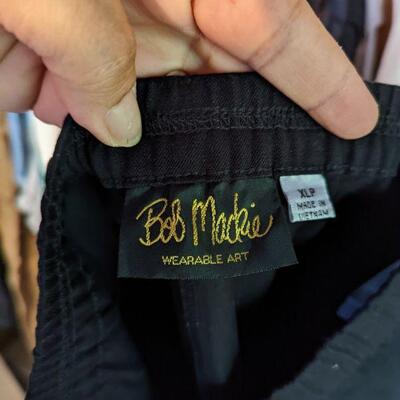 Bob Mackie
WEARABLE ART
XLP
MADE IN
VIETNAM